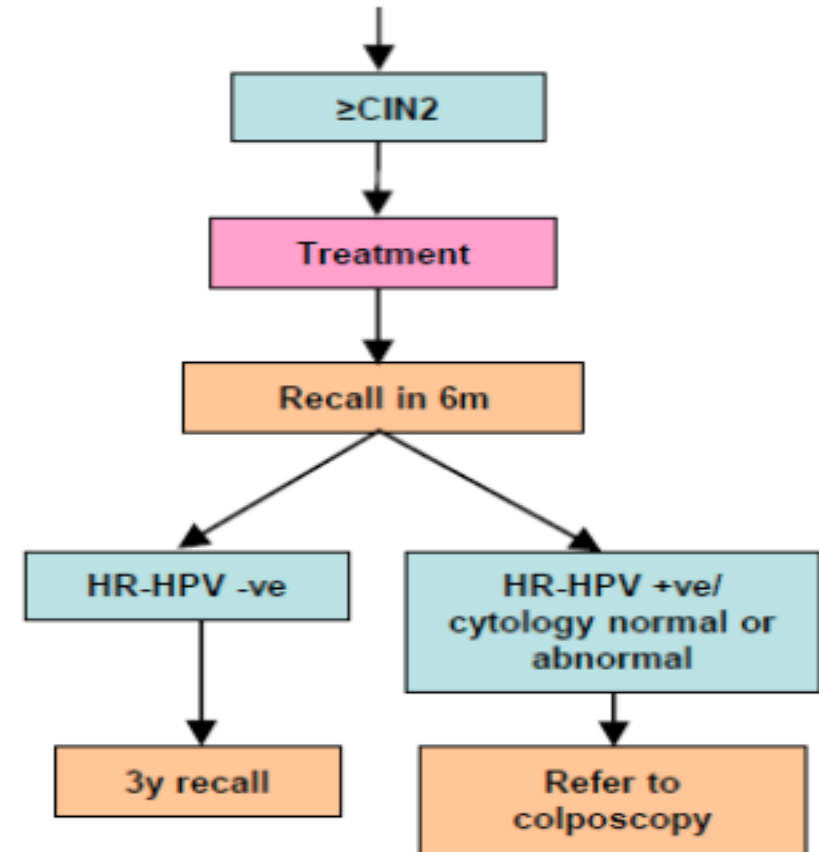 ≥CIN2
Treatment
Recall in 6m
HR-HPV -ve
HR-HPV +ve/
cytology normal or
abnormal
3y recall
Refer to
colposcopy